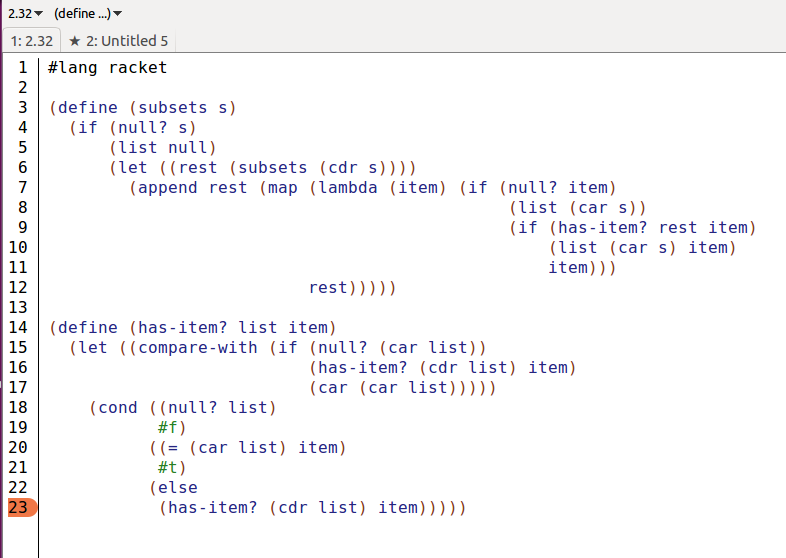 2.32 (define ...)
1: 2.32 ★ 2: Untitled 5
1 #lang racket
2
3 (define (subsets s)
4   (if (null? s)
5       (list null)
6       (let ((rest (subsets (cdr s))))
7         (append rest (map (lambda (item) (if (null? item)
8                                               (list (car s))
9                                               (if (has-item? rest item)
10                                                  (list (car s) item)
11                                                  item)))
12                           rest)))))
13
14 (define (has-item? list item)
15   (let ((compare-with (if (null? (car list))
16                           (has-item? (cdr list) item)
17                           (car (car list)))))
18     (cond ((null? list)
19            #f)
20           ((= (car list) item)
21            #t)
22           (else
23            (has-item? (cdr list) item)))))